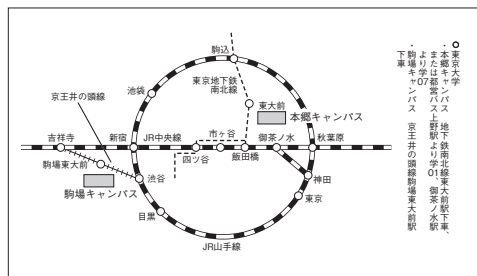 ○東京大学
・本郷キャンパス 地下鉄南北線東大前駅下車、
または都営バス上野駅より学01、御茶ノ水駅
より学07
・駒場キャンパス 京王井の頭線駒場東大前駅
下車
駒込
東京地下鉄
南北線
池袋
東大前
本郷キャンパス
京王井の頭線
吉祥寺
新宿
JR中央線
市ヶ谷
御茶ノ水
秋葉原
駒場東大前
四ツ谷
飯田橋
渋谷
神田
駒場キャンパス
東京
目黒
JR山手線